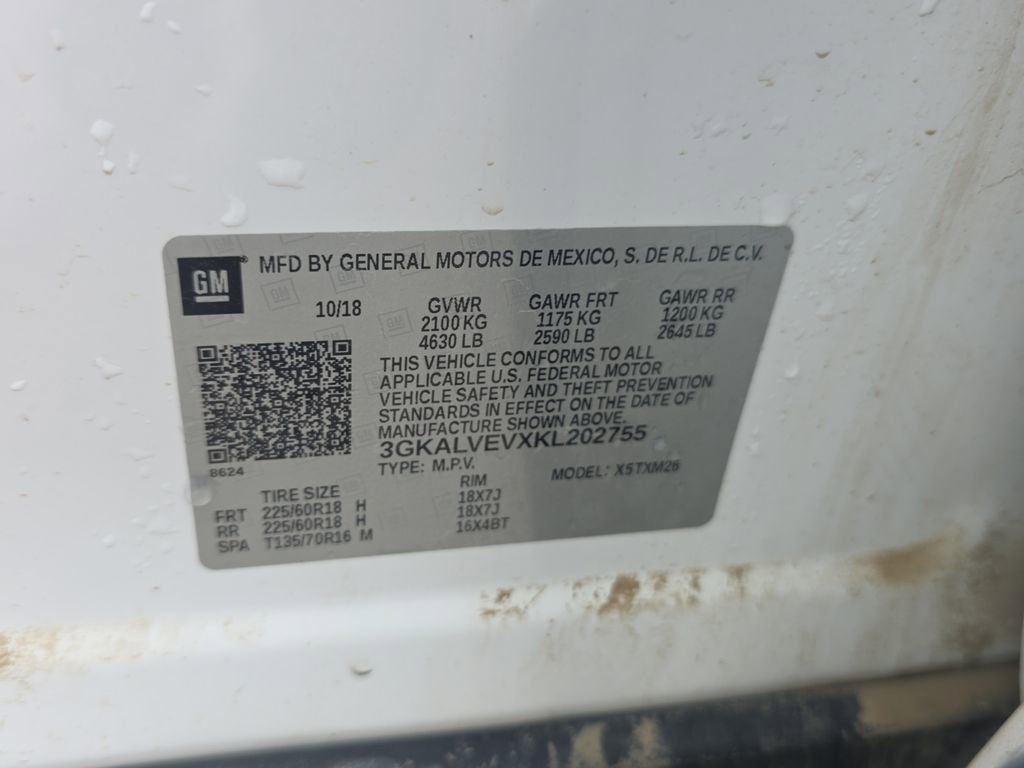 GM
MFD BY GENERAL MOTORS DE MEXICO, S. DE R.L. DE C.V.
10/18 GVWR GAWR FRT GAWR RR
2100 KG 1175 KG 1200 KG
4630 LB 2590 LB 2645 LB
THIS VEHICLE CONFORMS TO ALL
APPLICABLE U.S. FEDERAL MOTOR
VEHICLE SAFETY AND THEFT PREVENTION
STANDARDS IN EFFECT ON THE DATE OF
MANUFACTURE SHOWN ABOVE.
3GKALVEVXKL202755
8624
TYPE: M.P.V. MODEL: X5TXM26
TIRE SIZE RIM
FRT 225/60R18 H 18X7J
RR 225/60R18 H 18X7J
SPA T135/70R16 M 16X4BT